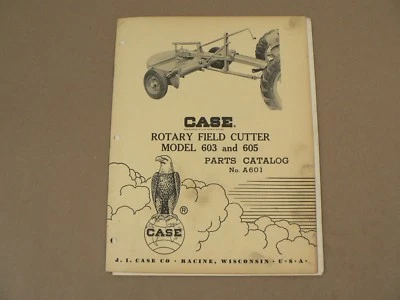 CASE.
ROTARY FIELD CUTTER
MODEL 603 and 605
PARTS CATALOG
No. A601
®
CASE
J. I. CASE CO - RACINE, WISCONSIN - U·S·A·